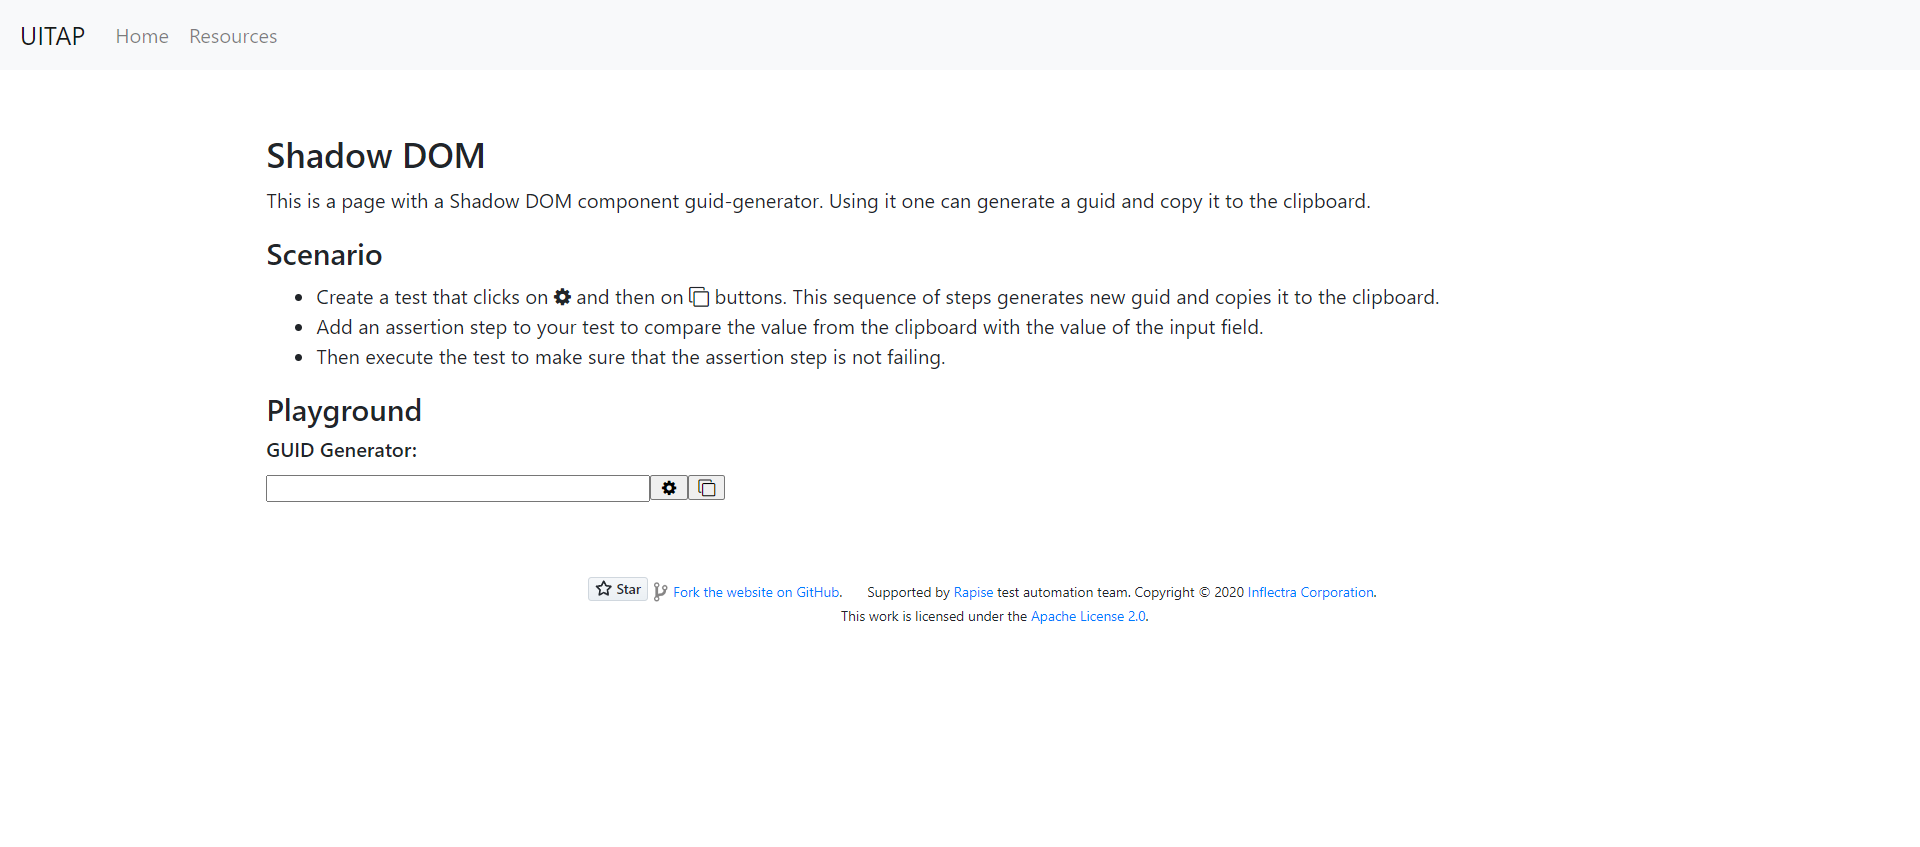 UITAP Home Resources
Shadow DOM
This is a page with a Shadow DOM component guid-generator. Using it one can generate a guid and copy it to the clipboard.
Scenario
Create a test that clicks on and then on buttons. This sequence of steps generates new guid and copies it to the clipboard.
Add an assertion step to your test to compare the value from the clipboard with the value of the input field.
Then execute the test to make sure that the assertion step is not failing.
Playground
GUID Generator:
Star Fork the website on GitHub. Supported by Rapise test automation team. Copyright © 2020 Inflectra Corporation.
This work is licensed under the Apache License 2.0.